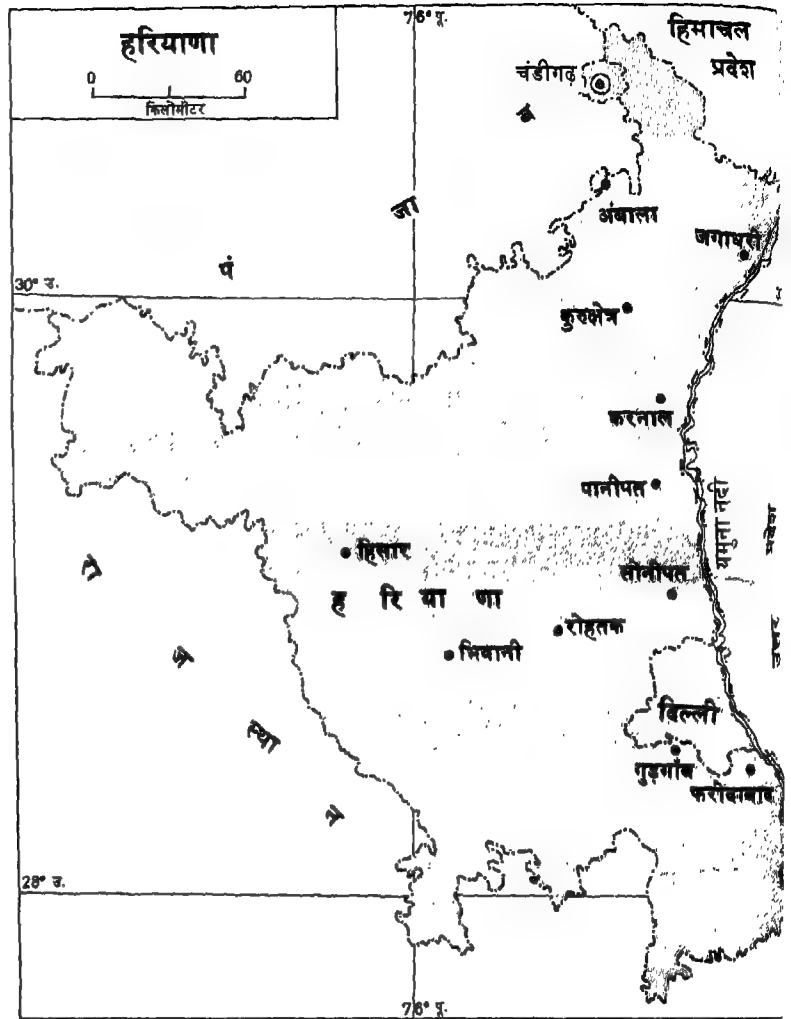 76° पू.
हरियाणा
0 60
किलोमीटर
हिमाचल
प्रदेश
चंडीगढ़
ब
जा
पं
अंबाला
जगाधरी
30° उ.
कुरुक्षेत्र
करनाल
पानीपत
यमुना नदी
प्रदेश
उत्तर
हिसार
सोनीपत
ह रि या णा
रोहतक
भिवानी
रा
ज
स्था
न
दिल्ली
गुड़गाँव
फरीदाबाद
28° उ.
76° पू.